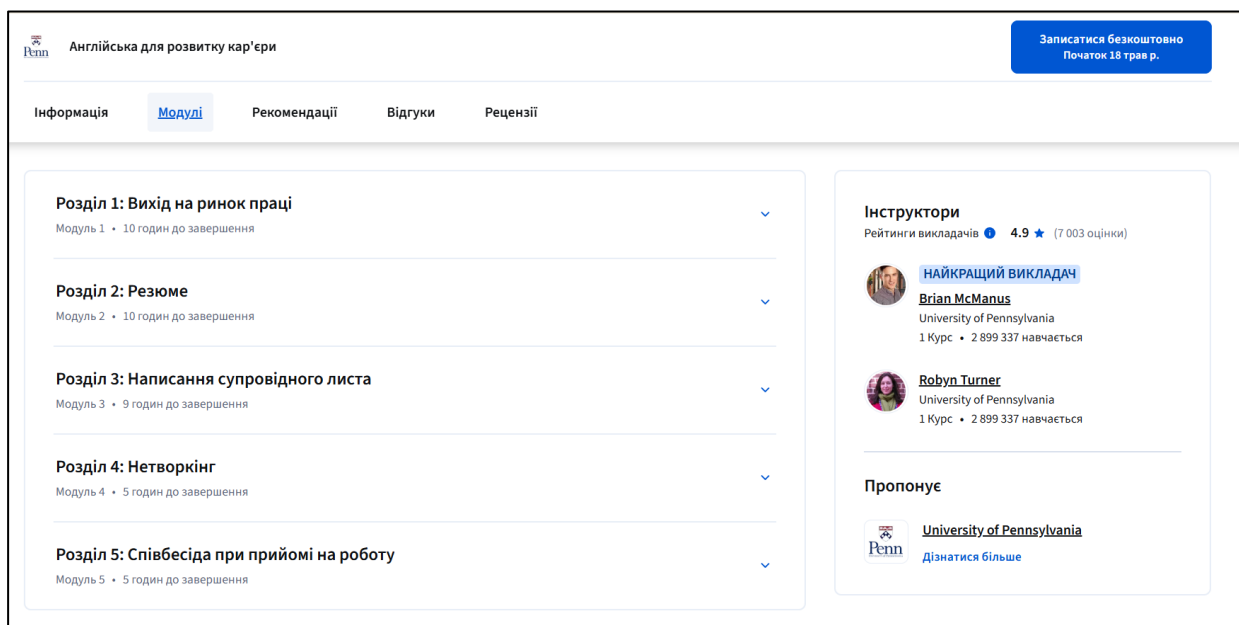 Penn
Англійська для розвитку кар'єри
Записатися безкоштовно
Початок 18 трав р.
Інформація
Модулі
Рекомендації
Відгуки
Рецензії
Розділ 1: Вихід на ринок праці
Модуль 1 • 10 годин до завершення
Розділ 2: Резюме
Модуль 2 • 10 годин до завершення
Розділ 3: Написання супровідного листа
Модуль 3 • 9 годин до завершення
Розділ 4: Нетворкінг
Модуль 4 • 5 годин до завершення
Розділ 5: Співбесіда при прийомі на роботу
Модуль 5 • 5 годин до завершення
Інструктори
Рейтинги викладачів 4.9 ★ (7 003 оцінки)
НАЙКРАЩИЙ ВИКЛАДАЧ
Brian McManus
University of Pennsylvania
1 Курс • 2 899 337 навчається
Robyn Turner
University of Pennsylvania
1 Курс • 2 899 337 навчається
Пропонує
Penn
University of Pennsylvania
Дізнатися більше